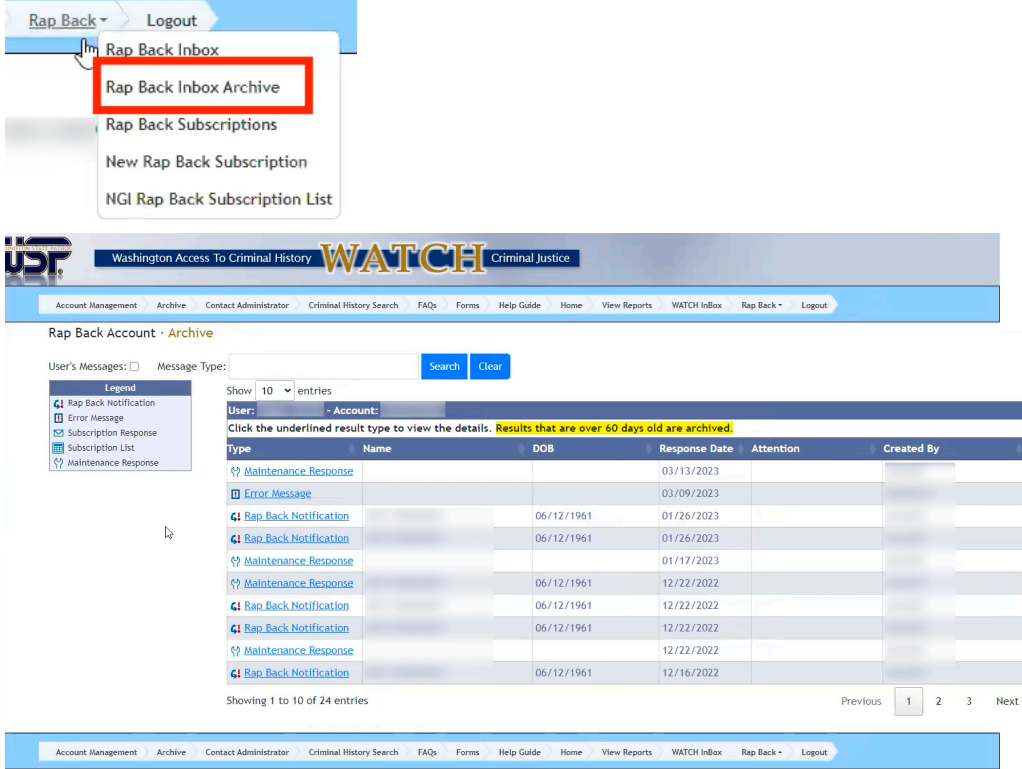 Rap Back Logout
Rap Back Inbox
Rap Back Inbox Archive
Rap Back Subscriptions
New Rap Back Subscription
NGI Rap Back Subscription List
Washington Access To Criminal History WATCH Criminal Justice
Account Management Archive Contact Administrator Criminal History Search FAQs Forms Help Guide Home View Reports WATCH InBox Rap Back Logout
Rap Back Account · Archive
User's Messages: Message Type: Search Clear
Legend
Rap Back Notification
Error Message
Subscription Response
Subscription List
Maintenance Response
Show 10 entries
User: - Account:
Click the underlined result type to view the details. Results that are over 60 days old are archived.
Type Name DOB Response Date Attention Created By
Maintenance Response 03/13/2023
Error Message 03/09/2023
Rap Back Notification 06/12/1961 01/26/2023
Rap Back Notification 06/12/1961 01/26/2023
Maintenance Response 01/17/2023
Maintenance Response 06/12/1961 12/22/2022
Rap Back Notification 06/12/1961 12/22/2022
Rap Back Notification 06/12/1961 12/22/2022
Maintenance Response 12/22/2022
Rap Back Notification 06/12/1961 12/16/2022
Showing 1 to 10 of 24 entries Previous 1 2 3 Next
Account Management Archive Contact Administrator Criminal History Search FAQs Forms Help Guide Home View Reports WATCH InBox Rap Back Logout